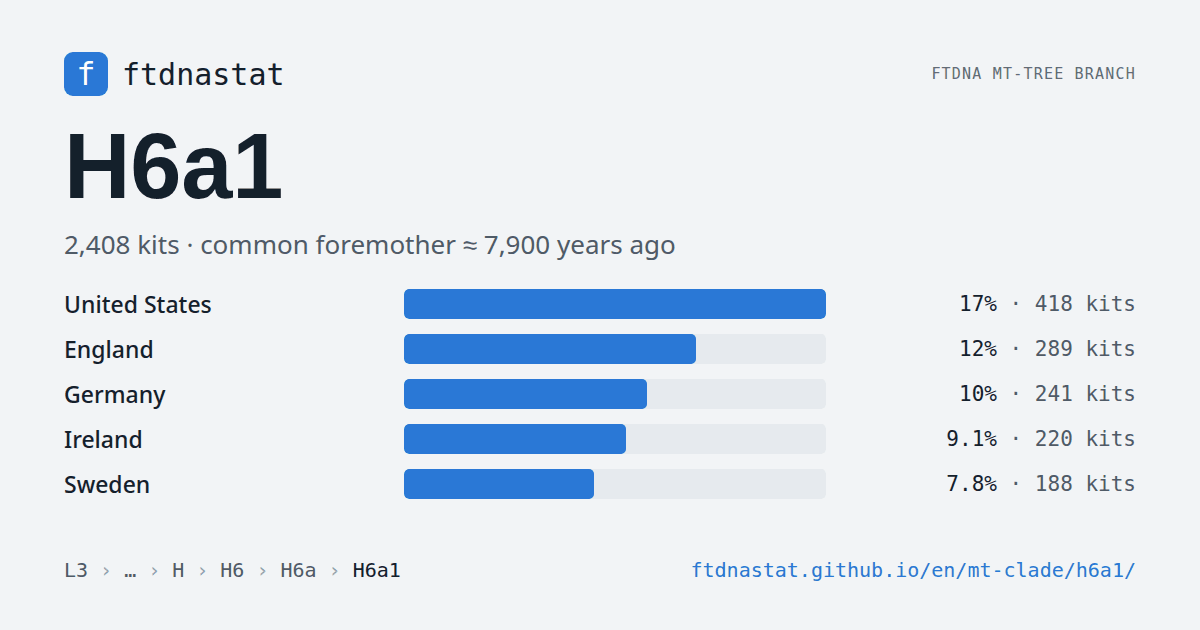 f ftdnastat
FTDNA MT-TREE BRANCH
H6a1
2,408 kits · common foremother ≈ 7,900 years ago
United States 17% · 418 kits
England 12% · 289 kits
Germany 10% · 241 kits
Ireland 9.1% · 220 kits
Sweden 7.8% · 188 kits
L3 › … › H › H6 › H6a › H6a1
ftdnastat.github.io/en/mt-clade/h6a1/